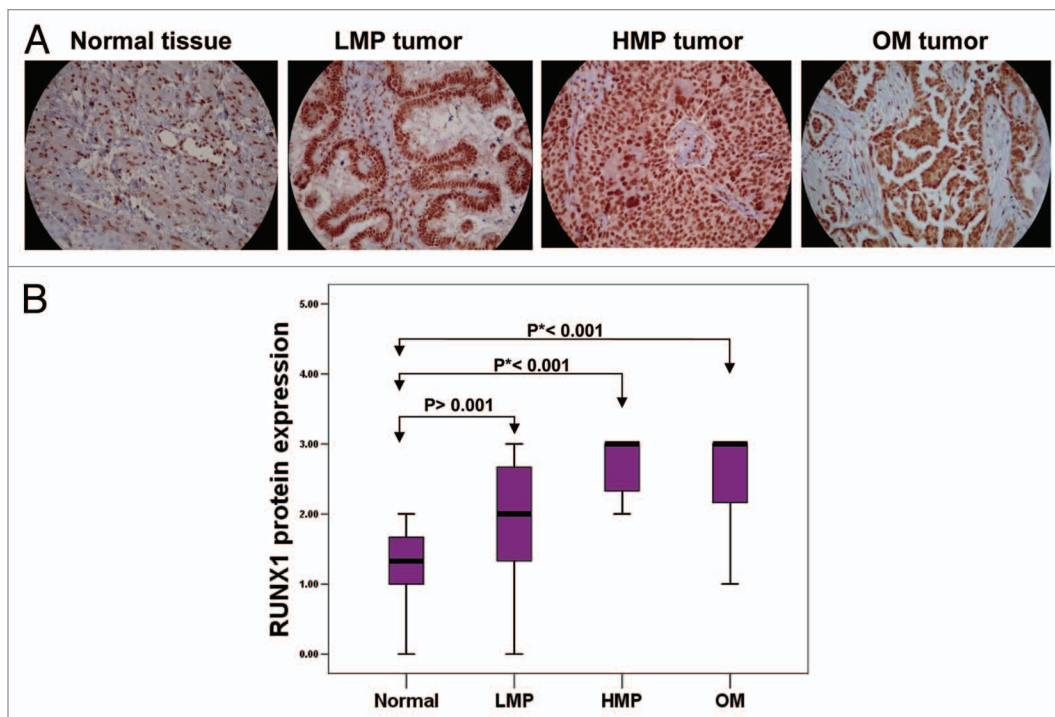 A
Normal tissue
LMP tumor
HMP tumor
OM tumor
B
RUNX1 protein expression
5.00
4.00
3.00
2.00
1.00
0.00
P*< 0.001
P*< 0.001
P> 0.001
Normal
LMP
HMP
OM